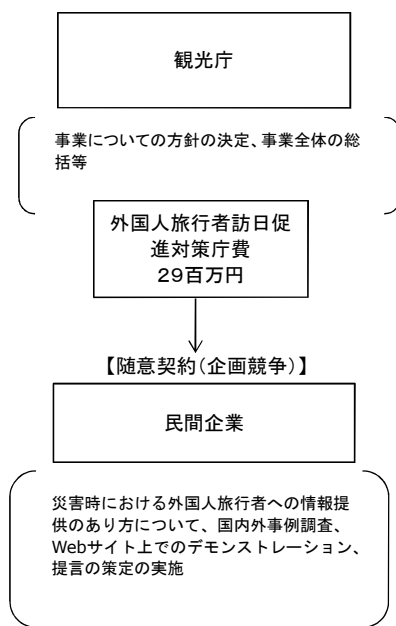 観光庁
事業についての方針の決定、事業全体の総
括等
外国人旅行者訪日促
進対策庁費
29百万円
【随意契約（企画競争）】
民間企業
災害時における外国人旅行者への情報提
供のあり方について、国内外事例調査、
Webサイト上でのデモンストレーション、
提言の策定の実施